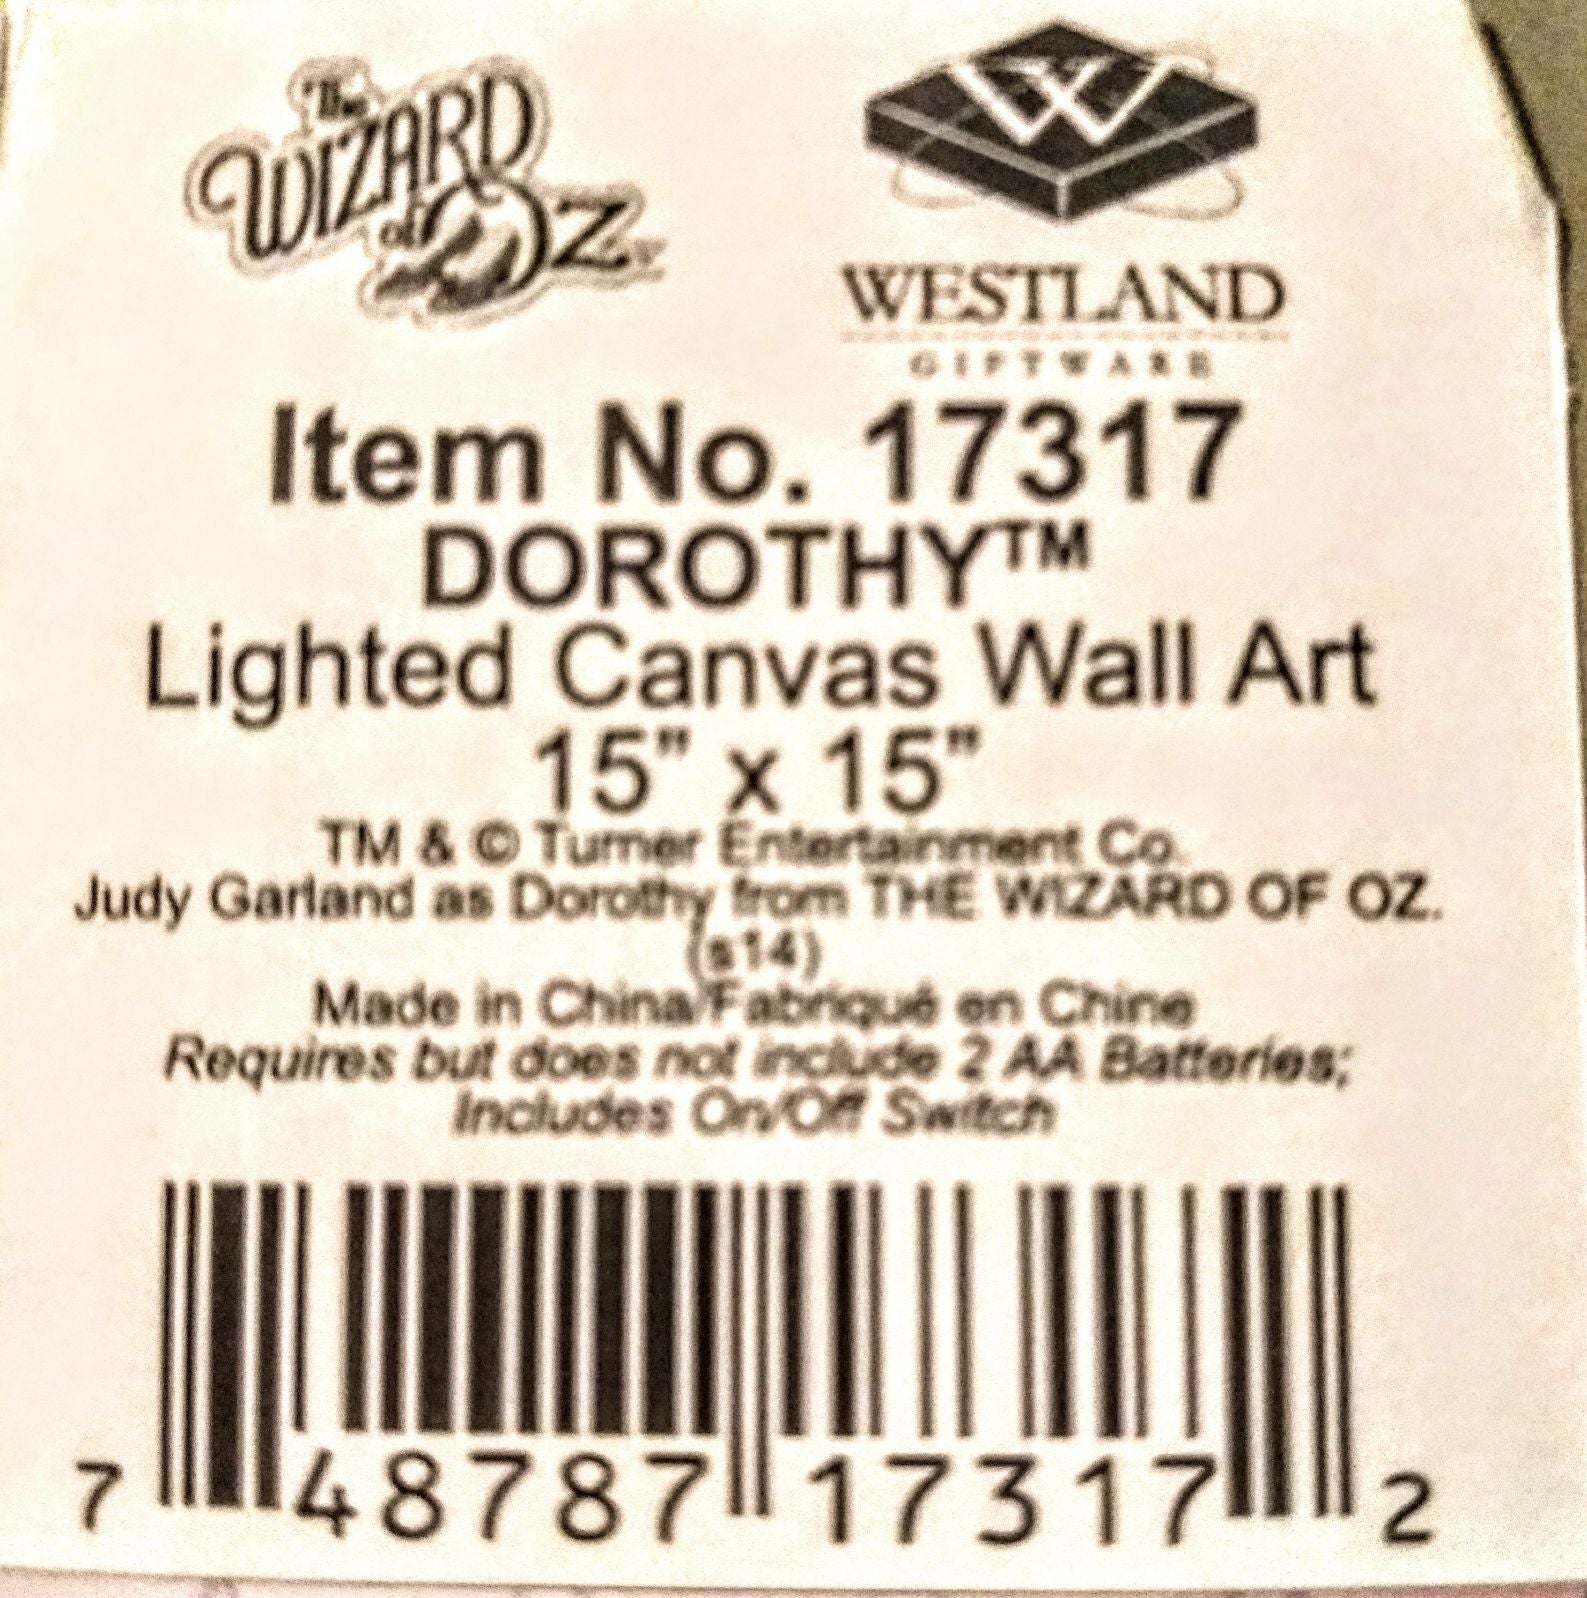 The
WIZARD
of OZ
W
WESTLAND
GIFTWARE
Item No. 17317
DOROTHY™
Lighted Canvas Wall Art
15" x 15"
TM & © Turner Entertainment Co.
Judy Garland as Dorothy from THE WIZARD OF OZ.
(s14)
Made in China/Fabriqué en Chine
Requires but does not include 2 AA Batteries;
Includes On/Off Switch
7 48787 17317 2